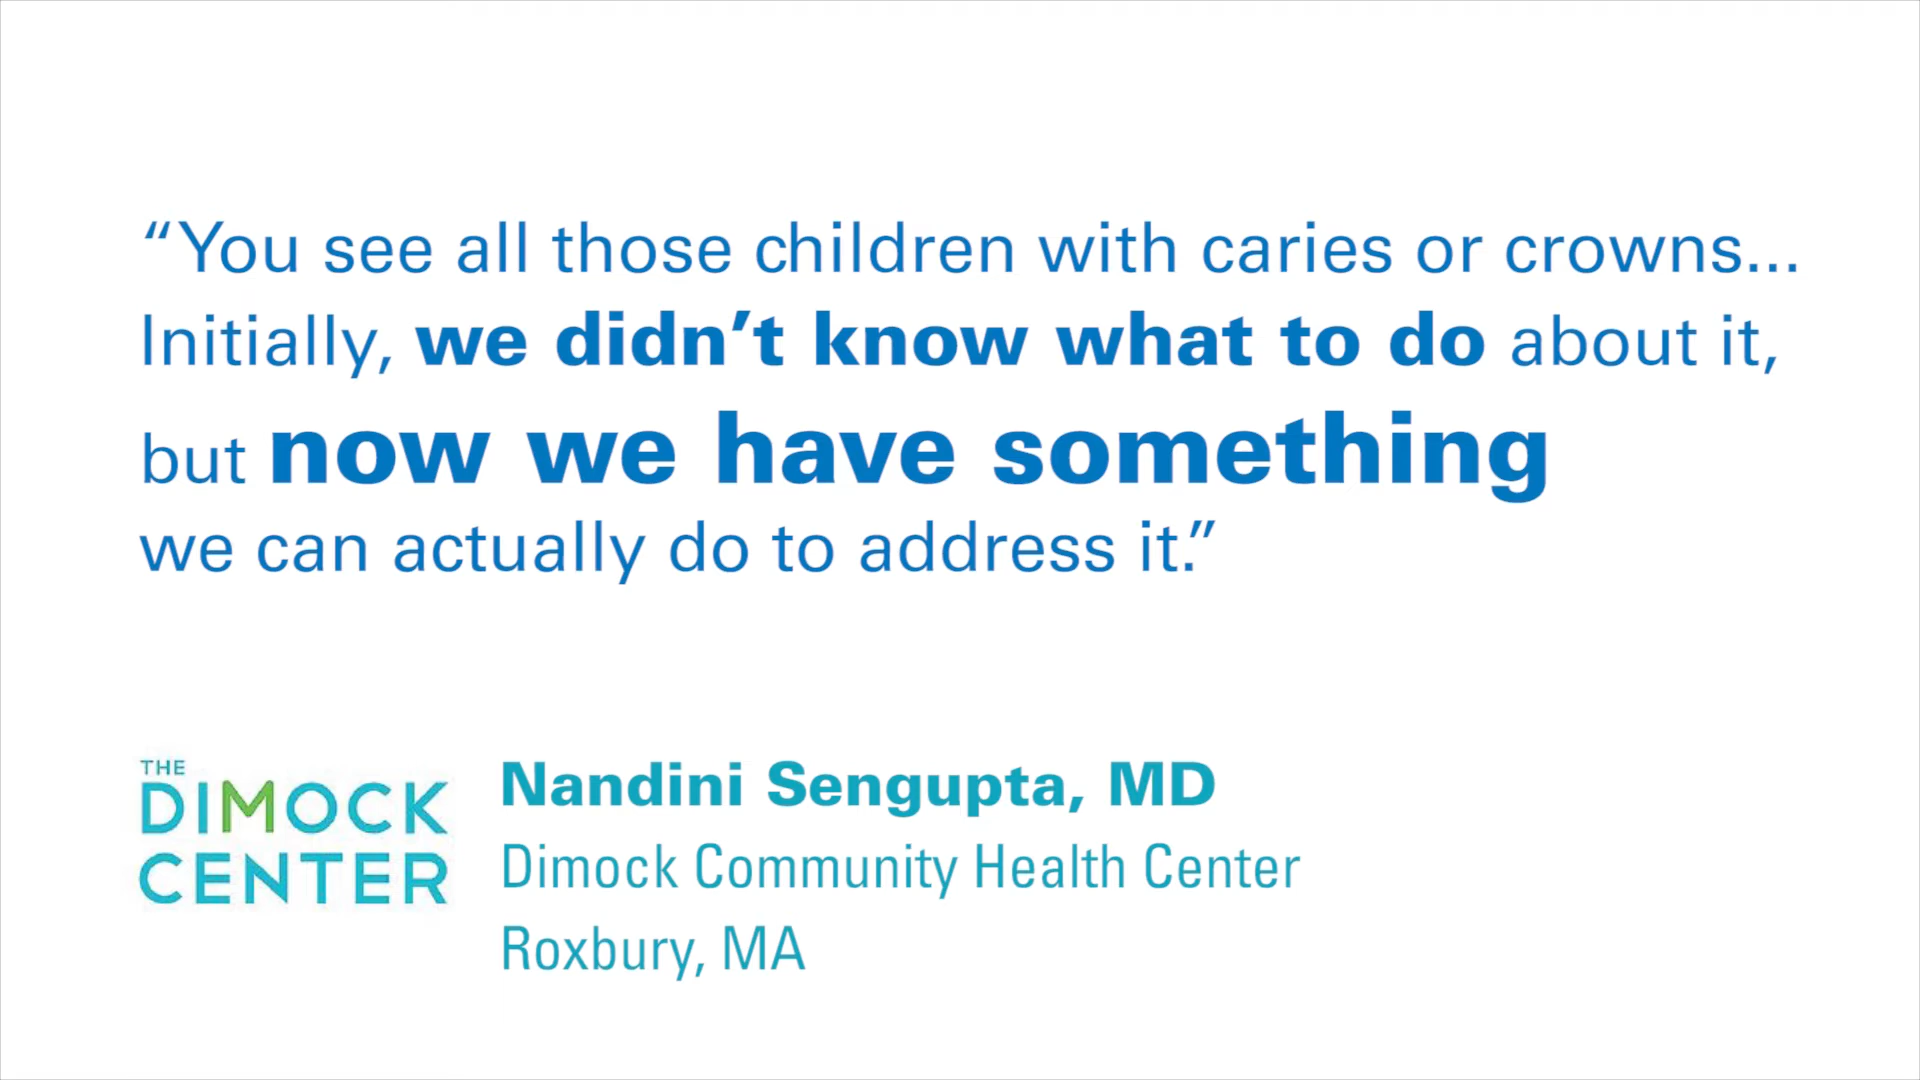 “You see all those children with caries or crowns...
Initially, we didn’t know what to do about it,
but now we have something
we can actually do to address it.”
THE
DIMOCK
CENTER
Nandini Sengupta, MD
Dimock Community Health Center
Roxbury, MA